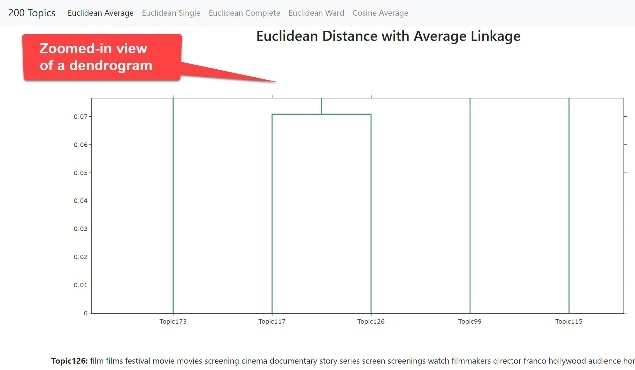 200 Topics Euclidean Average Euclidean Single Euclidean Complete Euclidean Ward Cosine Average
Euclidean Distance with Average Linkage
Zoomed-in view
of a dendrogram
0.07
0.06
0.05
0.04
0.03
0.02
0.01
0
Topic173 Topic117 Topic126 Topic99 Topic115
Topic126: film films festival movie movies screening cinema documentary story series screen screenings watch filmmakers director franco hollywood audience